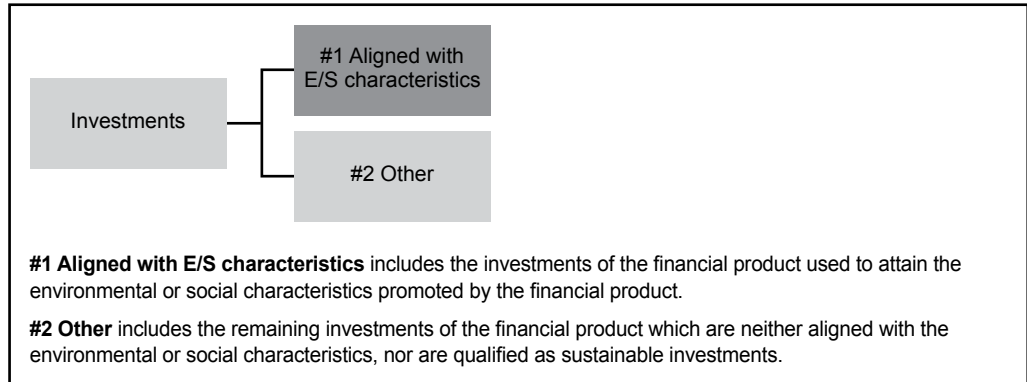 #1 Aligned with
E/S characteristics
Investments
#2 Other
#1 Aligned with E/S characteristics includes the investments of the financial product used to attain the
environmental or social characteristics promoted by the financial product.
#2 Other includes the remaining investments of the financial product which are neither aligned with the
environmental or social characteristics, nor are qualified as sustainable investments.